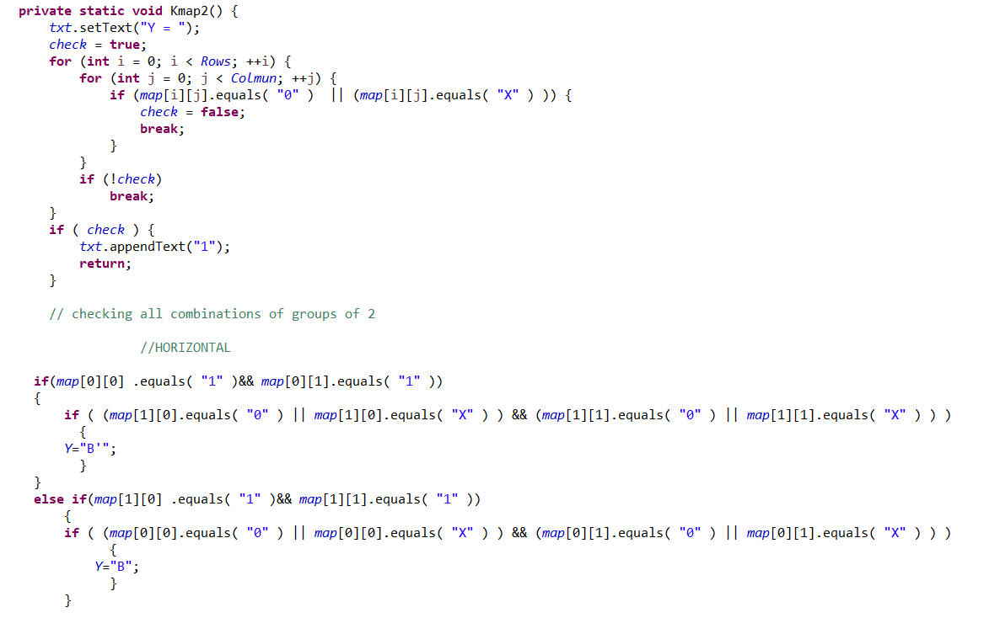 private static void Kmap2() {
txt.setText("Y = ");
check = true;
for (int i = 0; i < Rows; ++i) {
for (int j = 0; j < Colmun; ++j) {
if (map[i][j].equals( "0" )  || (map[i][j].equals( "X" ) )) {
check = false;
break;
}
}
if (!check)
break;
}
if ( check ) {
txt.appendText("1");
return;
}
// checking all combinations of groups of 2
//HORIZONTAL
if(map[0][0] .equals( "1" )&& map[0][1].equals( "1" ))
{
if ( (map[1][0].equals( "0" ) || map[1][0].equals( "X" ) ) && (map[1][1].equals( "0" ) || map[1][1].equals( "X" ) ) )
{
Y="B'";
}
}
else if(map[1][0] .equals( "1" )&& map[1][1].equals( "1" ))
{
if ( (map[0][0].equals( "0" ) || map[0][0].equals( "X" ) ) && (map[0][1].equals( "0" ) || map[0][1].equals( "X" ) ) )
{
Y="B";
}
}